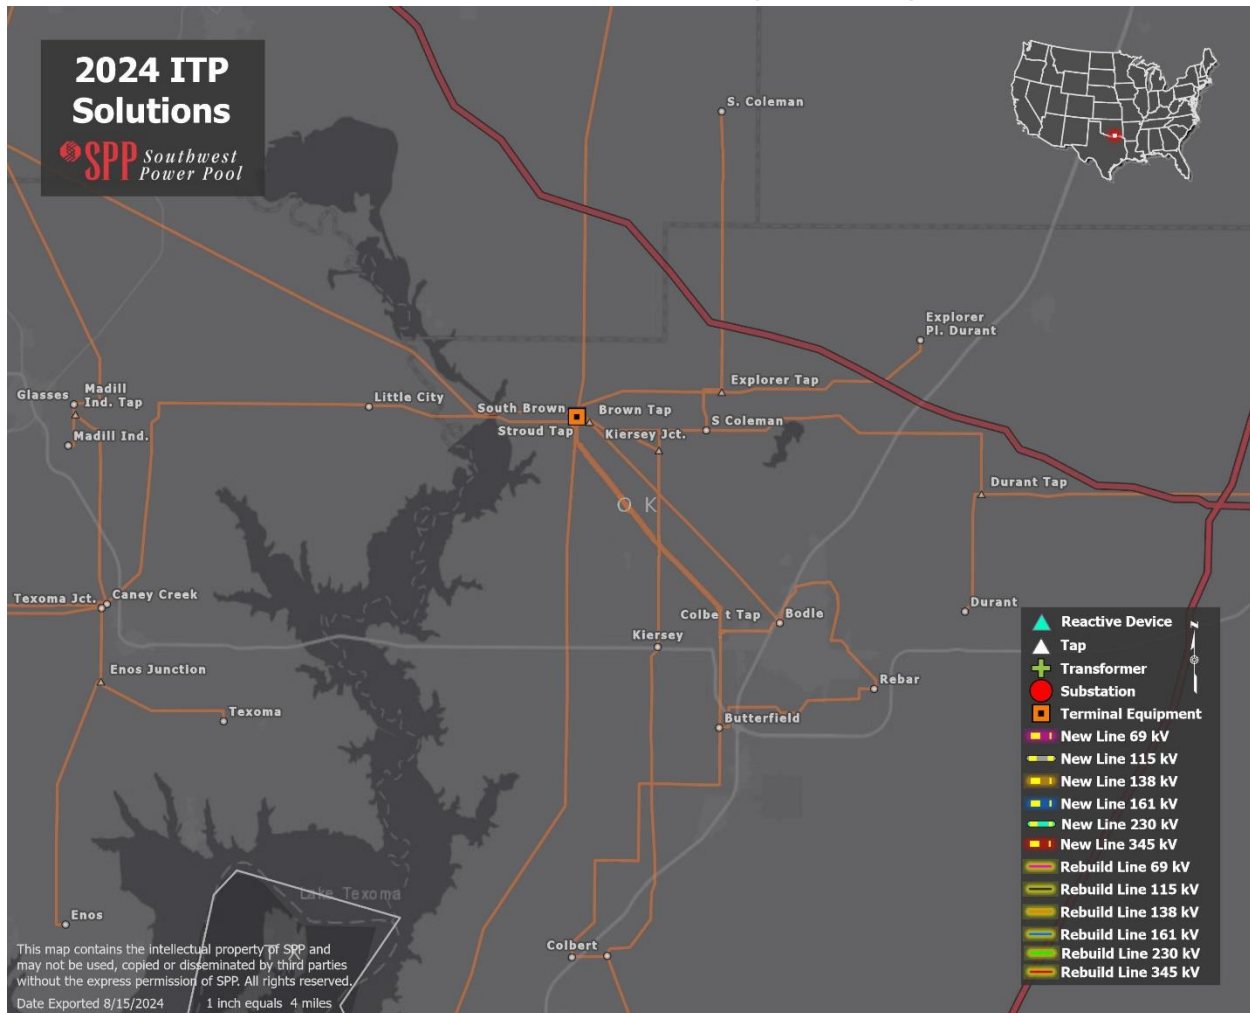 2024 ITP
Solutions
SPP Southwest
Power Pool
S. Coleman
Explorer
Pl. Durant
Explorer Tap
Glasses
Madill
Ind. Tap
Madill Ind.
Little City
South Brown
Brown Tap
Stroud Tap
Kiersey Jct.
S Coleman
Durant Tap
O K
Texoma Jct.
Caney Creek
Colbert Tap
Bodle
Durant
Kiersey
Enos Junction
Rebar
Texoma
Butterfield
Lake Texoma
Enos
Colbert
T X
Reactive Device
Tap
Transformer
Substation
Terminal Equipment
New Line 69 kV
New Line 115 kV
New Line 138 kV
New Line 161 kV
New Line 230 kV
New Line 345 kV
Rebuild Line 69 kV
Rebuild Line 115 kV
Rebuild Line 138 kV
Rebuild Line 161 kV
Rebuild Line 230 kV
Rebuild Line 345 kV
N
This map contains the intellectual property of SPP and
may not be used, copied or disseminated by third parties
without the express permission of SPP. All rights reserved.
Date Exported 8/15/2024 1 inch equals 4 miles